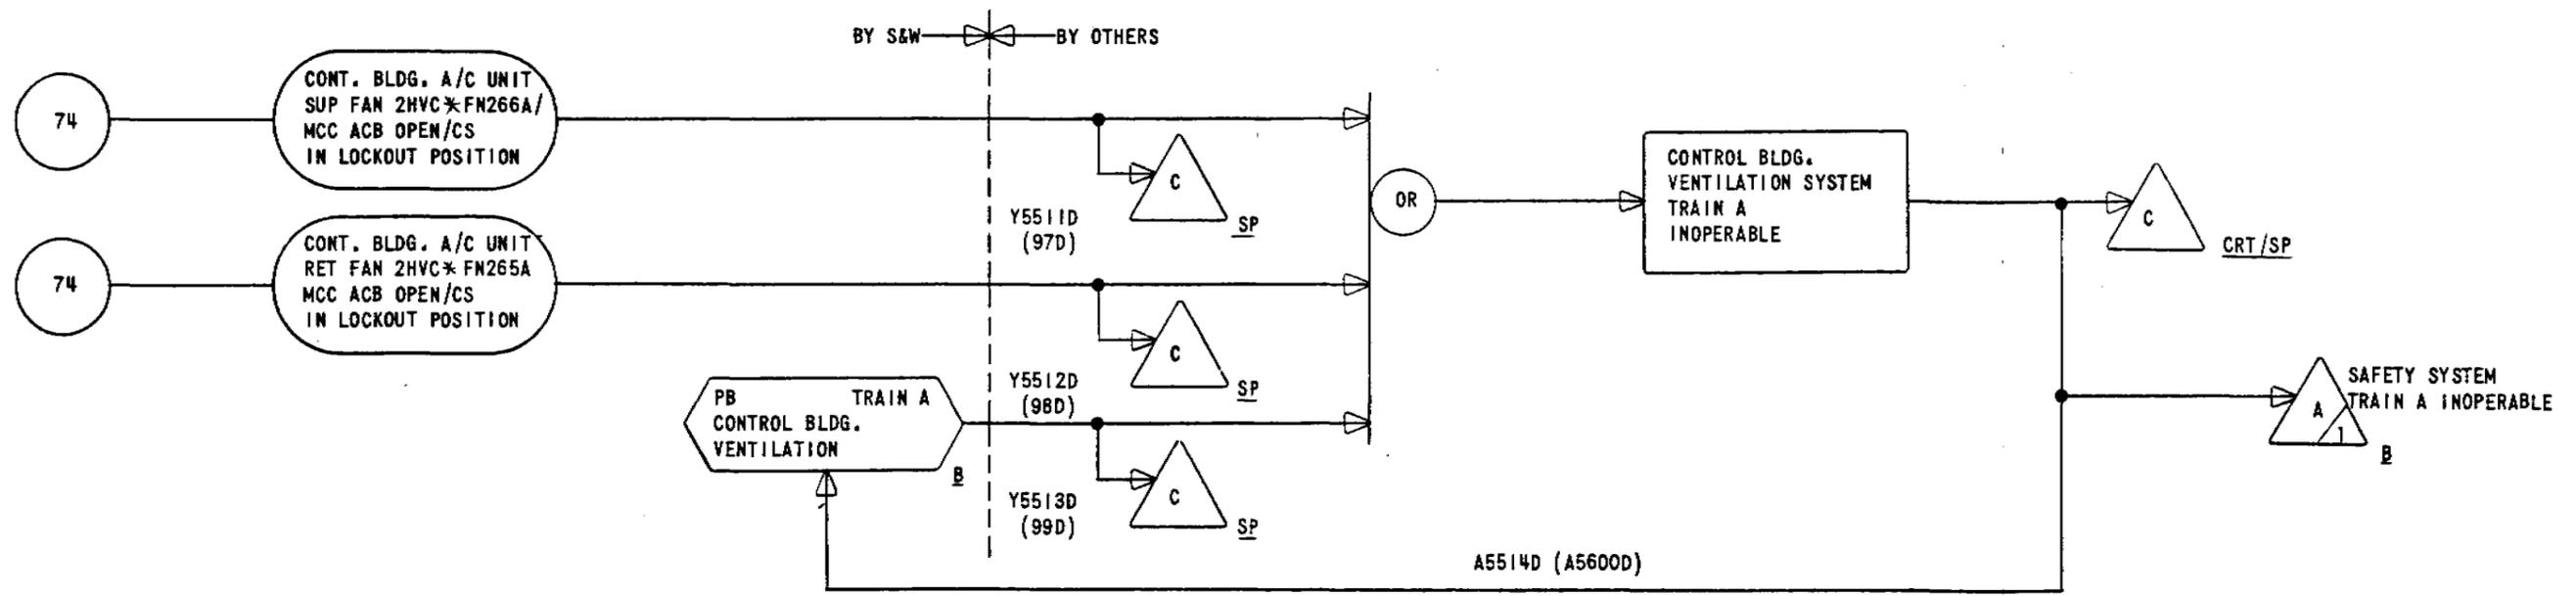 BY S&W
BY OTHERS
74
CONT. BLDG. A/C UNIT
SUP FAN 2HVC*FN266A/
MCC ACB OPEN/CS
IN LOCKOUT POSITION
C
SP
Y5511D
(97D)
OR
CONTROL BLDG.
VENTILATION SYSTEM
TRAIN A
INOPERABLE
C
CRT/SP
74
CONT. BLDG. A/C UNIT
RET FAN 2HVC*FN265A
MCC ACB OPEN/CS
IN LOCKOUT POSITION
C
SP
Y5512D
(98D)
PB TRAIN A
CONTROL BLDG.
VENTILATION
B
C
SP
Y5513D
(99D)
A
1
SAFETY SYSTEM
TRAIN A INOPERABLE
B
A5514D (A5600D)